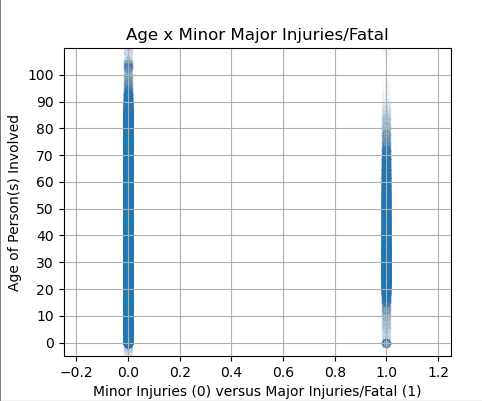 Age x Minor Major Injuries/Fatal
100
90
80
70
60
50
40
30
20
10
0
Age of Person(s) Involved
−0.2 0.0 0.2 0.4 0.6 0.8 1.0 1.2
Minor Injuries (0) versus Major Injuries/Fatal (1)